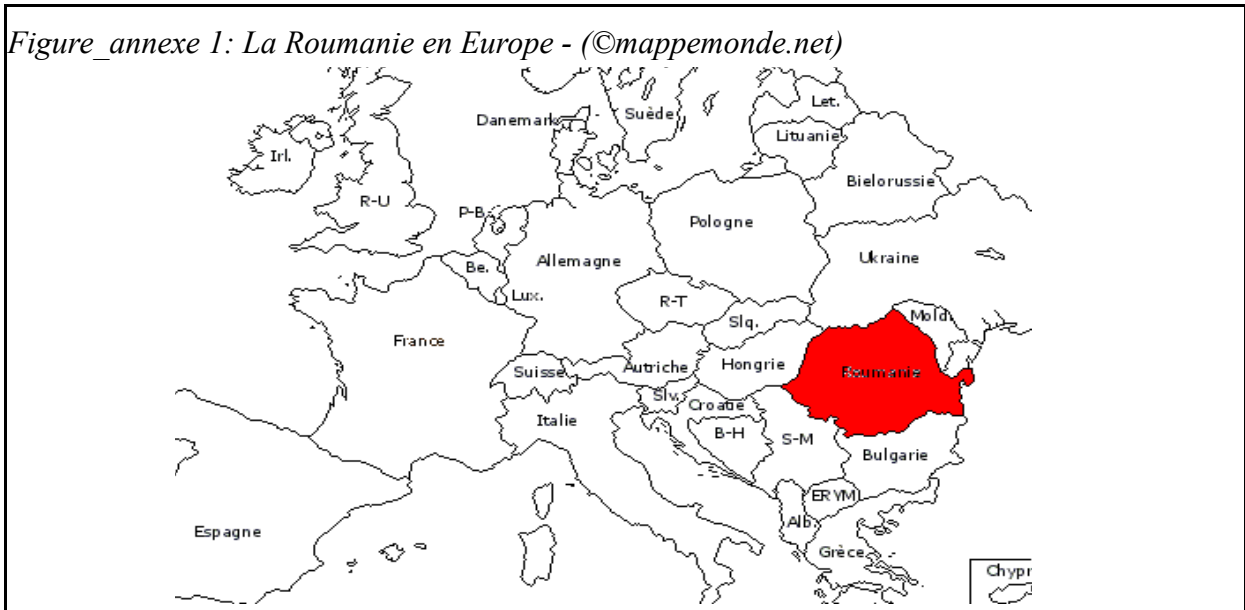 Figure_annexe 1: La Roumanie en Europe - (©mappemonde.net)
Let.
Danemark
Suède
Lituanie
Irl.
Bielorussie
R-U
P-B
Pologne
Allemagne
Ukraine
Be.
Lux.
R-T
Slq.
Mold.
France
Suisse
Autriche
Hongrie
Roumanie
Slv.
Croatie
Italie
B-H
S-M
Bulgarie
ERYM
Alb.
Espagne
Grèce
Chypr